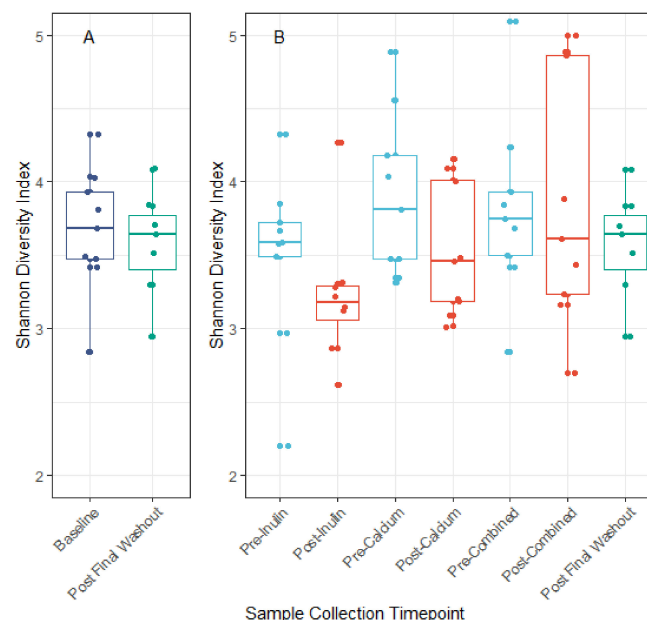 A
B
Shannon Diversity Index
5
4
3
2
Baseline
Post Final Washout
Shannon Diversity Index
5
4
3
2
Pre-Inulin
Post-Inulin
Pre-Calcium
Post-Calcium
Pre-Combined
Post-Combined
Post Final Washout
Sample Collection Timepoint